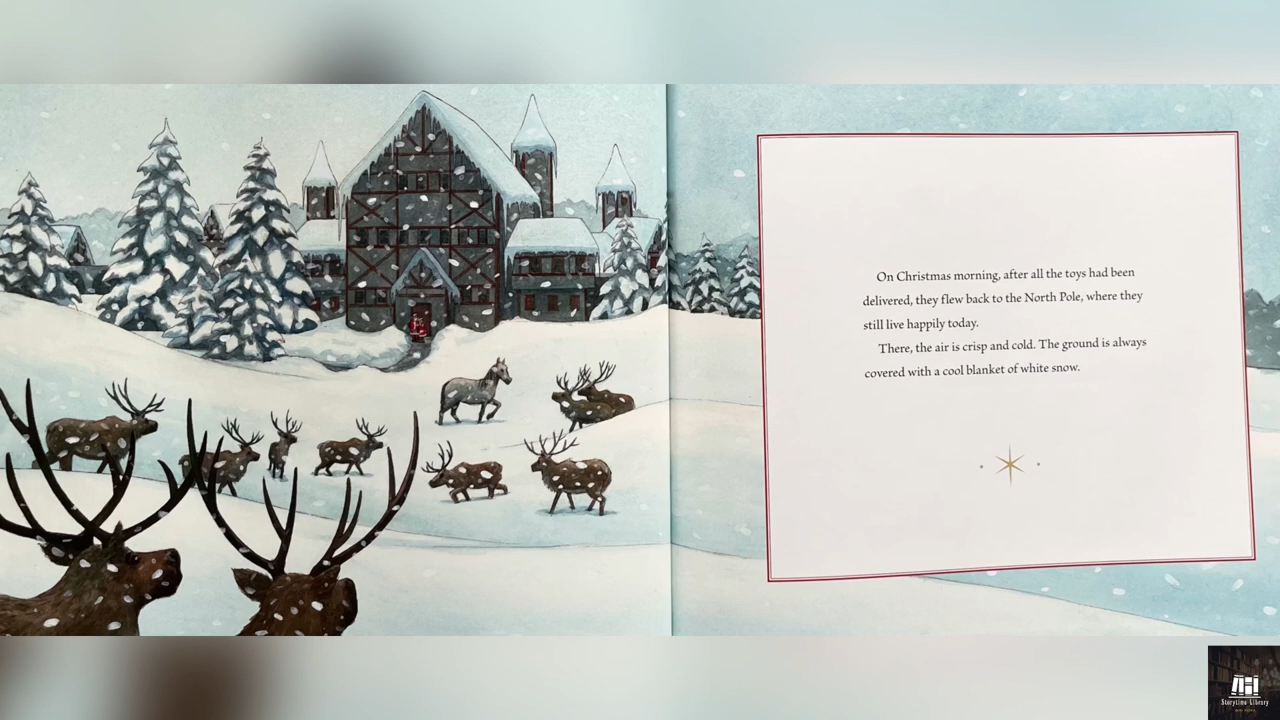 On Christmas morning, after all the toys had been
delivered, they flew back to the North Pole, where they
still live happily today.
There, the air is crisp and cold. The ground is always
covered with a cool blanket of white snow.
Storytime Library